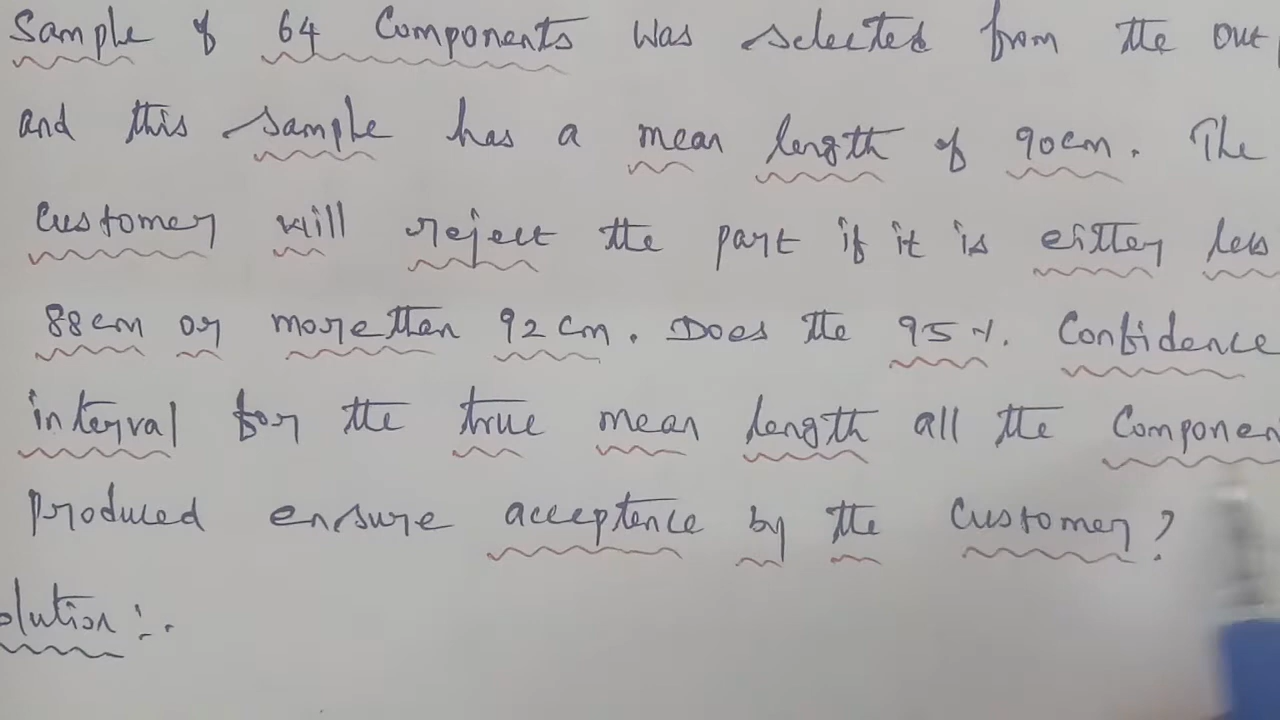 Sample of 64 Components was selected from the out
and this sample has a mean length of 90cm. The
Customer will reject the part if it is either less
88cm or more than 92cm. Does the 95%. Confidence
interval for the true mean length all the Componen
produced ensure acceptence by the Customer?
olution:-.